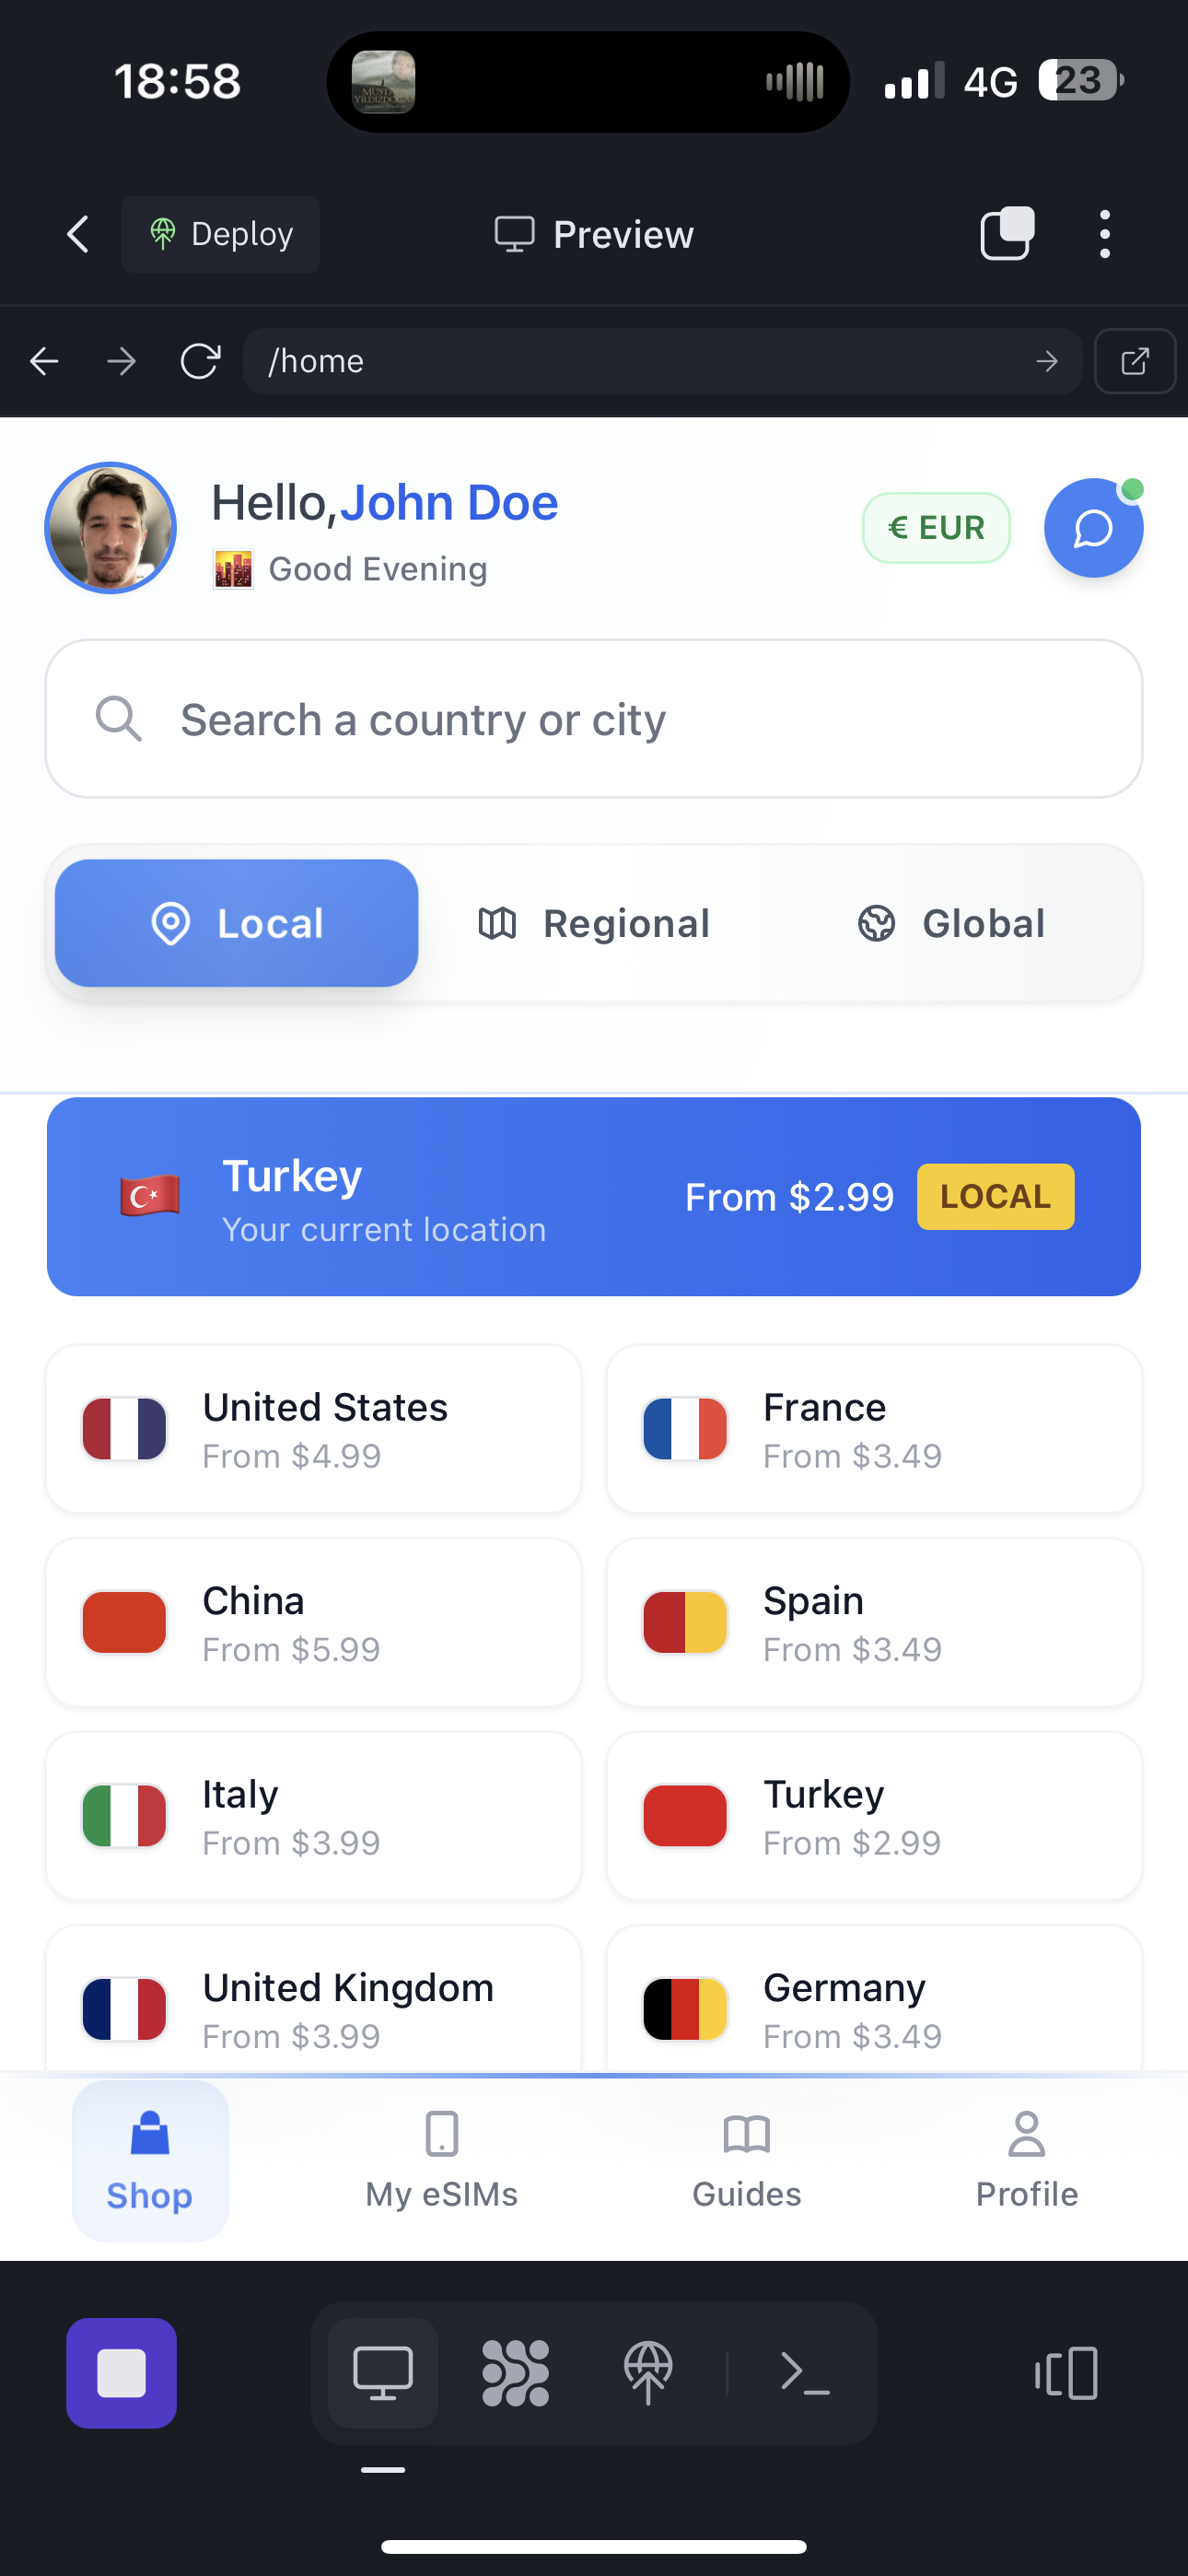 18:58
MUSTAFA
YILDIZDOĞAN
4G
23
Deploy
Preview
/home
Hello,John Doe
Good Evening
€ EUR
Search a country or city
Local
Regional
Global
Turkey
Your current location
From $2.99
LOCAL
United States
From $4.99
France
From $3.49
China
From $5.99
Spain
From $3.49
Italy
From $3.99
Turkey
From $2.99
United Kingdom
From $3.99
Germany
From $3.49
Shop
My eSIMs
Guides
Profile